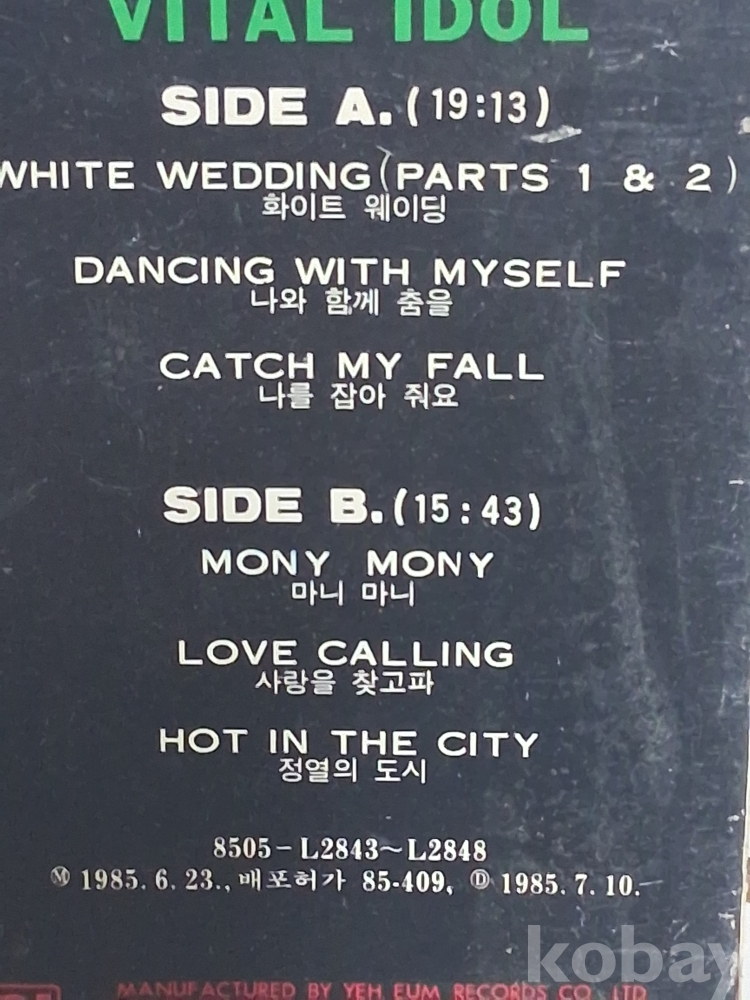 VITAL IDOL
SIDE A. (19:13)
WHITE WEDDING (PARTS 1 & 2)
화이트 웨이딩
DANCING WITH MYSELF
나와 함께 춤을
CATCH MY FALL
나를 잡아 줘요
SIDE B. (15:43)
MONY MONY
마니 마니
LOVE CALLING
사랑을 찾고파
HOT IN THE CITY
정열의 도시
8505-L2843~L2848
Ⓜ 1985. 6. 23., 배포허가 85-409, Ⓓ 1985. 7. 10.
MANUFACTURED BY YEH EUM RECORDS CO. LTD
kobay